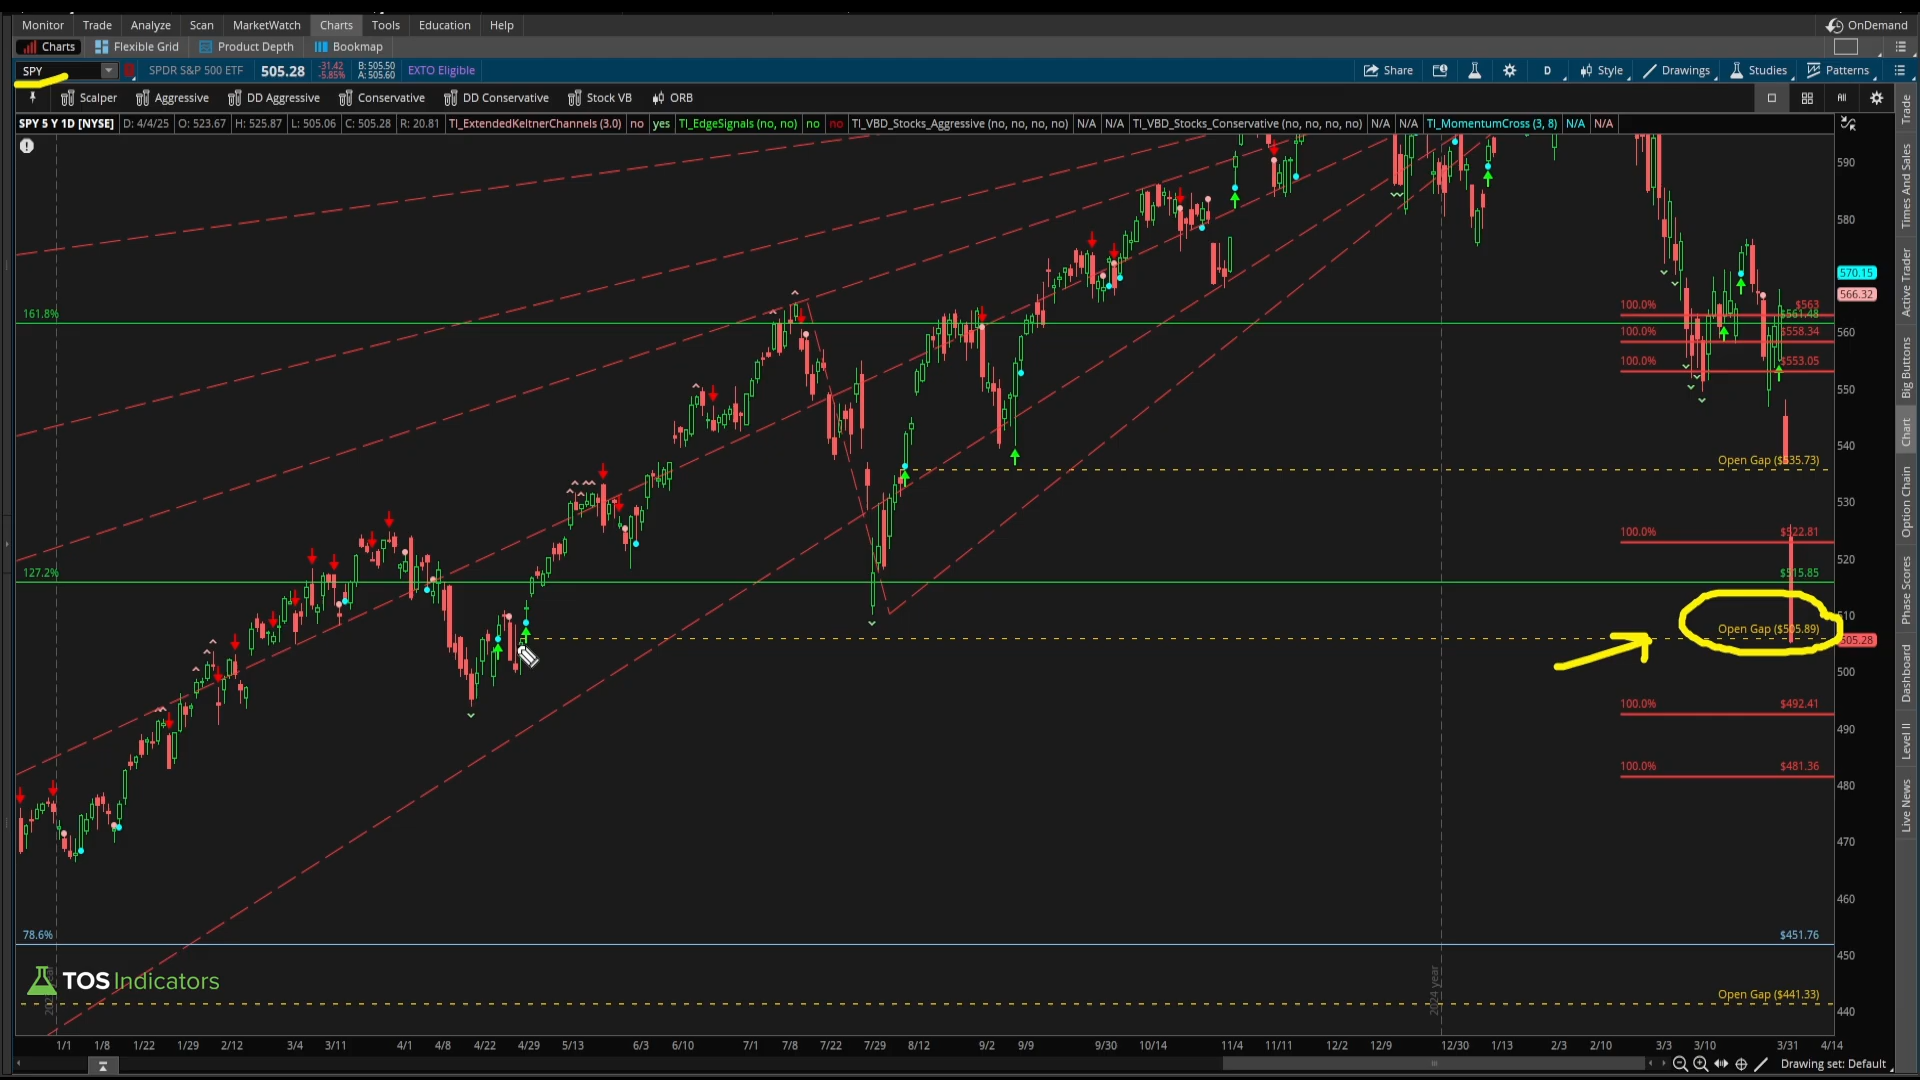 Monitor Trade Analyze Scan MarketWatch Charts Tools Education Help OnDemand
Charts Flexible Grid Product Depth Bookmap
SPY SPDR S&P 500 ETF 505.28 -31.42 -5.85% B: 505.50 A: 505.60 EXTO Eligible Share D Style Drawings Studies Patterns
Scalper Aggressive DD Aggressive Conservative DD Conservative Stock VB ORB All
SPY 5 Y 1D [NYSE] D: 4/4/25 O: 523.67 H: 525.87 L: 505.06 C: 505.28 R: 20.81 TI_ExtendedKeltnerChannels (3.0) no yes TI_EdgeSignals (no, no) no no TI_VBD_Stocks_Aggressive (no, no, no, no) N/A N/A TI_VBD_Stocks_Conservative (no, no, no, no) N/A N/A TI_MomentumCross (3, 8) N/A N/A
590
580
570.15
566.32
100.0% $563
161.8% $561.48
560
100.0% $558.34
100.0% $553.05
550
540
Open Gap ($535.73)
530
100.0% $522.81
520
127.2% $515.85
510
Open Gap ($505.89)
505.28
500
100.0% $492.41
490
100.0% $481.36
480
470
460
78.6% $451.76
450
TOS Indicators
Open Gap ($441.33)
440
2024 year
1/1 1/8 1/22 1/29 2/12 3/4 3/11 4/1 4/8 4/22 4/29 5/13 6/3 6/10 7/1 7/8 7/22 7/29 8/12 9/2 9/9 9/30 10/14 11/4 11/11 12/2 12/9 12/30 1/13 2/3 2/10 3/3 3/10 3/31 4/14
Drawing set: Default
Trade
Times And Sales
Active Trader
Big Buttons
Chart
Option Chain
Phase Scores
Dashboard
Level II
Live News